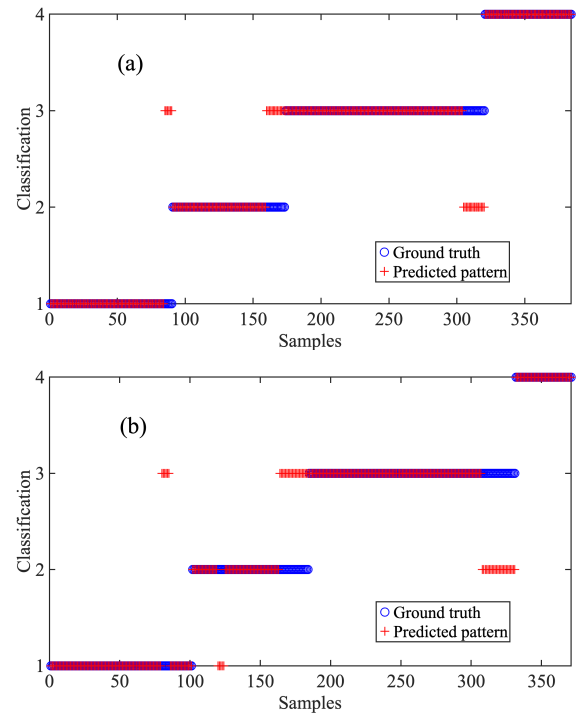 4
(a)
3
Classification
2
Ground truth
Predicted pattern
1
0 50 100 150 200 250 300 350
Samples
4
(b)
3
Classification
2
Ground truth
Predicted pattern
1
0 50 100 150 200 250 300 350
Samples